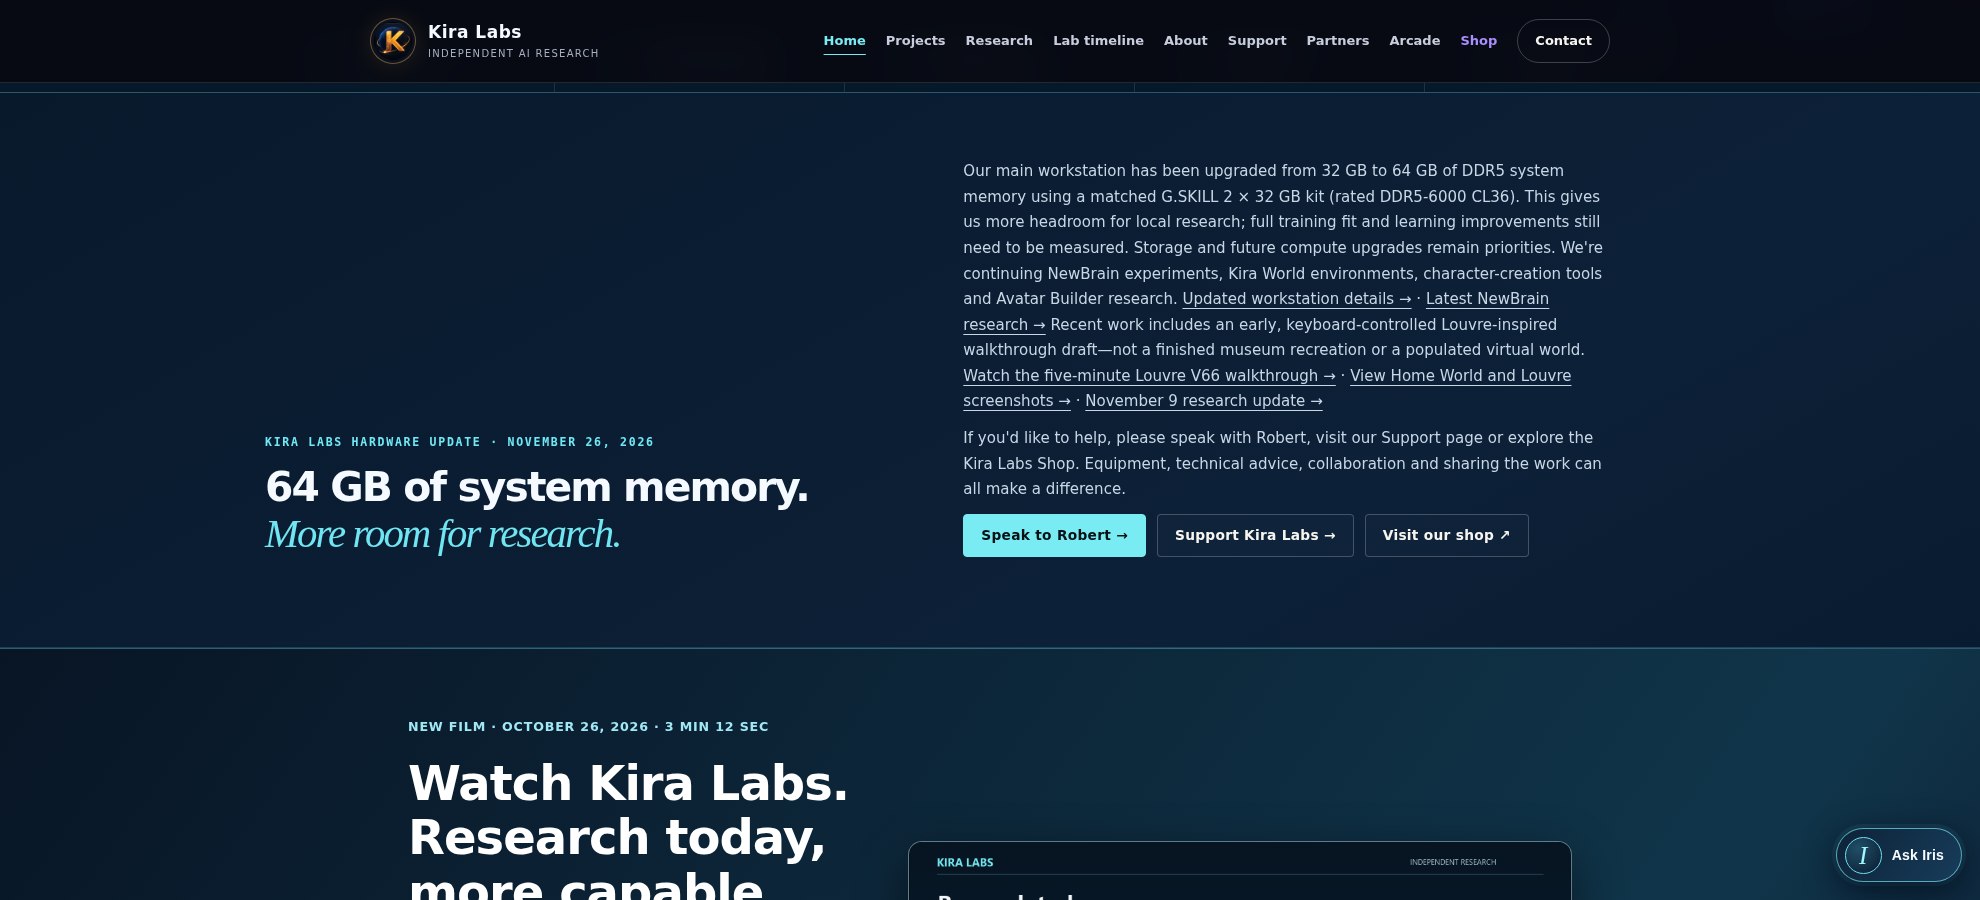 Kira Labs
INDEPENDENT AI RESEARCH
Home Projects Research Lab timeline About Support Partners Arcade Shop Contact
KIRA LABS HARDWARE UPDATE · NOVEMBER 26, 2026
64 GB of system memory.
More room for research.
Our main workstation has been upgraded from 32 GB to 64 GB of DDR5 system
memory using a matched G.SKILL 2 × 32 GB kit (rated DDR5-6000 CL36). This gives
us more headroom for local research; full training fit and learning improvements still
need to be measured. Storage and future compute upgrades remain priorities. We're
continuing NewBrain experiments, Kira World environments, character-creation tools
and Avatar Builder research. Updated workstation details → · Latest NewBrain
research → Recent work includes an early, keyboard-controlled Louvre-inspired
walkthrough draft—not a finished museum recreation or a populated virtual world.
Watch the five-minute Louvre V66 walkthrough → · View Home World and Louvre
screenshots → · November 9 research update →
If you'd like to help, please speak with Robert, visit our Support page or explore the
Kira Labs Shop. Equipment, technical advice, collaboration and sharing the work can
all make a difference.
Speak to Robert →
Support Kira Labs →
Visit our shop ↗
NEW FILM · OCTOBER 26, 2026 · 3 MIN 12 SEC
Watch Kira Labs.
Research today,
more capable
KIRA LABS
INDEPENDENT RESEARCH
I Ask Iris